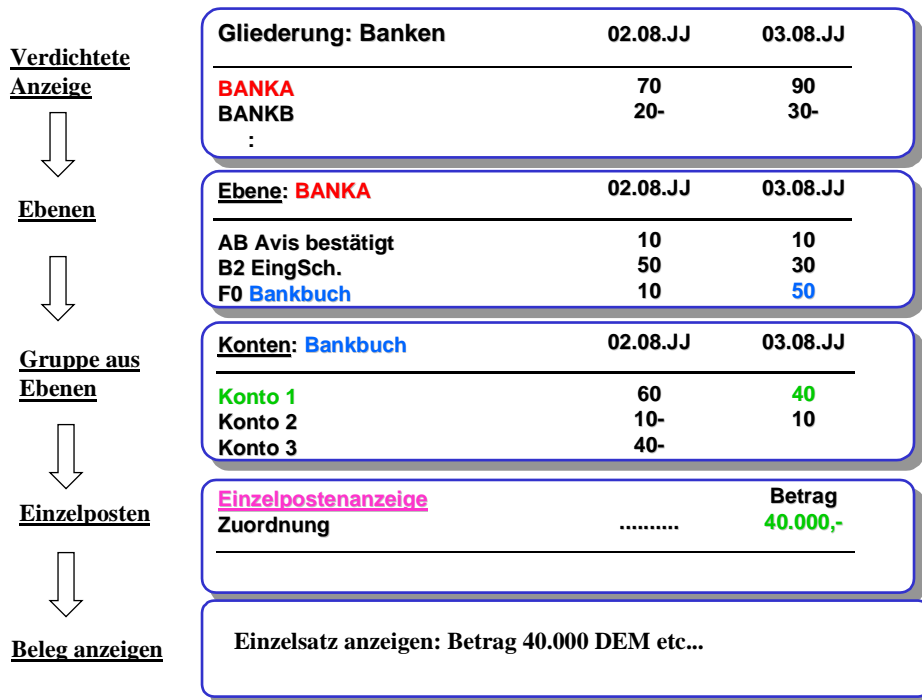 Verdichtete
Anzeige
Gliederung: Banken 02.08.JJ 03.08.JJ
BANKA 70 90
BANKB 20- 30-
:
Ebenen
Ebene: BANKA 02.08.JJ 03.08.JJ
AB Avis bestätigt 10 10
B2 EingSch. 50 30
F0 Bankbuch 10 50
Gruppe aus
Ebenen
Konten: Bankbuch 02.08.JJ 03.08.JJ
Konto 1 60 40
Konto 2 10- 10
Konto 3 40-
Einzelposten
Einzelpostenanzeige Betrag
Zuordnung .......... 40.000,-
Beleg anzeigen
Einzelsatz anzeigen: Betrag 40.000 DEM etc...